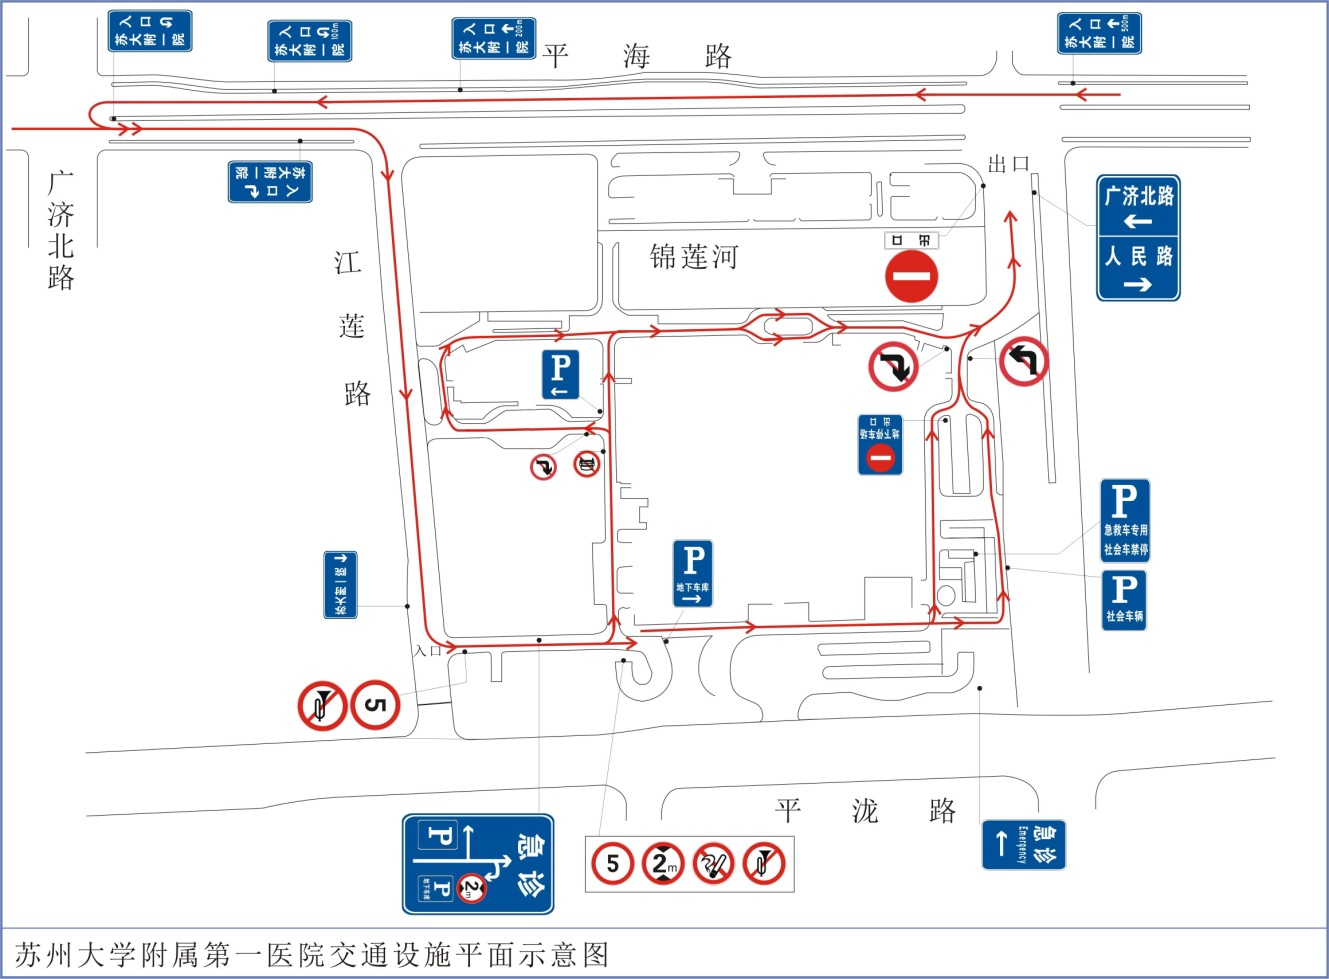 入口
苏大附一院
入口
100m
苏大附一院
入口
200m
苏大附一院
平海路
入口
500m
苏大附一院
苏大附一院
入口
广济北路
江莲路
锦莲河
出口
出口
广济北路
人民路
P
出口
地下停车场
P
急救车专用
社会车禁停
P
社会车辆
P
地下车库
苏大附一院
入口
5
平泷路
急诊
P
P
地下车库
2m
5
2m
急诊
Emergency
苏州大学附属第一医院交通设施平面示意图